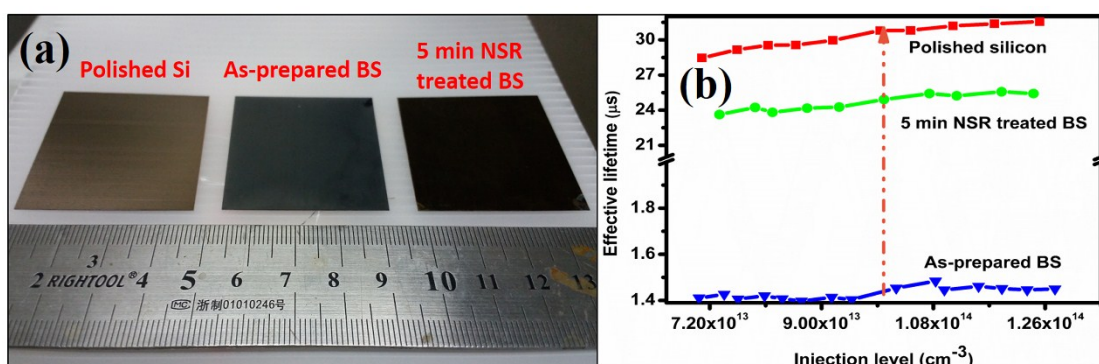 (a)
Polished Si
As-prepared BS
5 min NSR
treated BS
2 RIGHTOOL® 3 4 5 6 7 8 9 10 11 12 13
MC 浙制01010246号
(b)
Effective lifetime (μs)
30
27
24
21
1.8
1.6
1.4
Polished silicon
5 min NSR treated BS
As-prepared BS
7.20x10¹³ 9.00x10¹³ 1.08x10¹⁴ 1.26x10¹⁴
Injection level (cm⁻³)